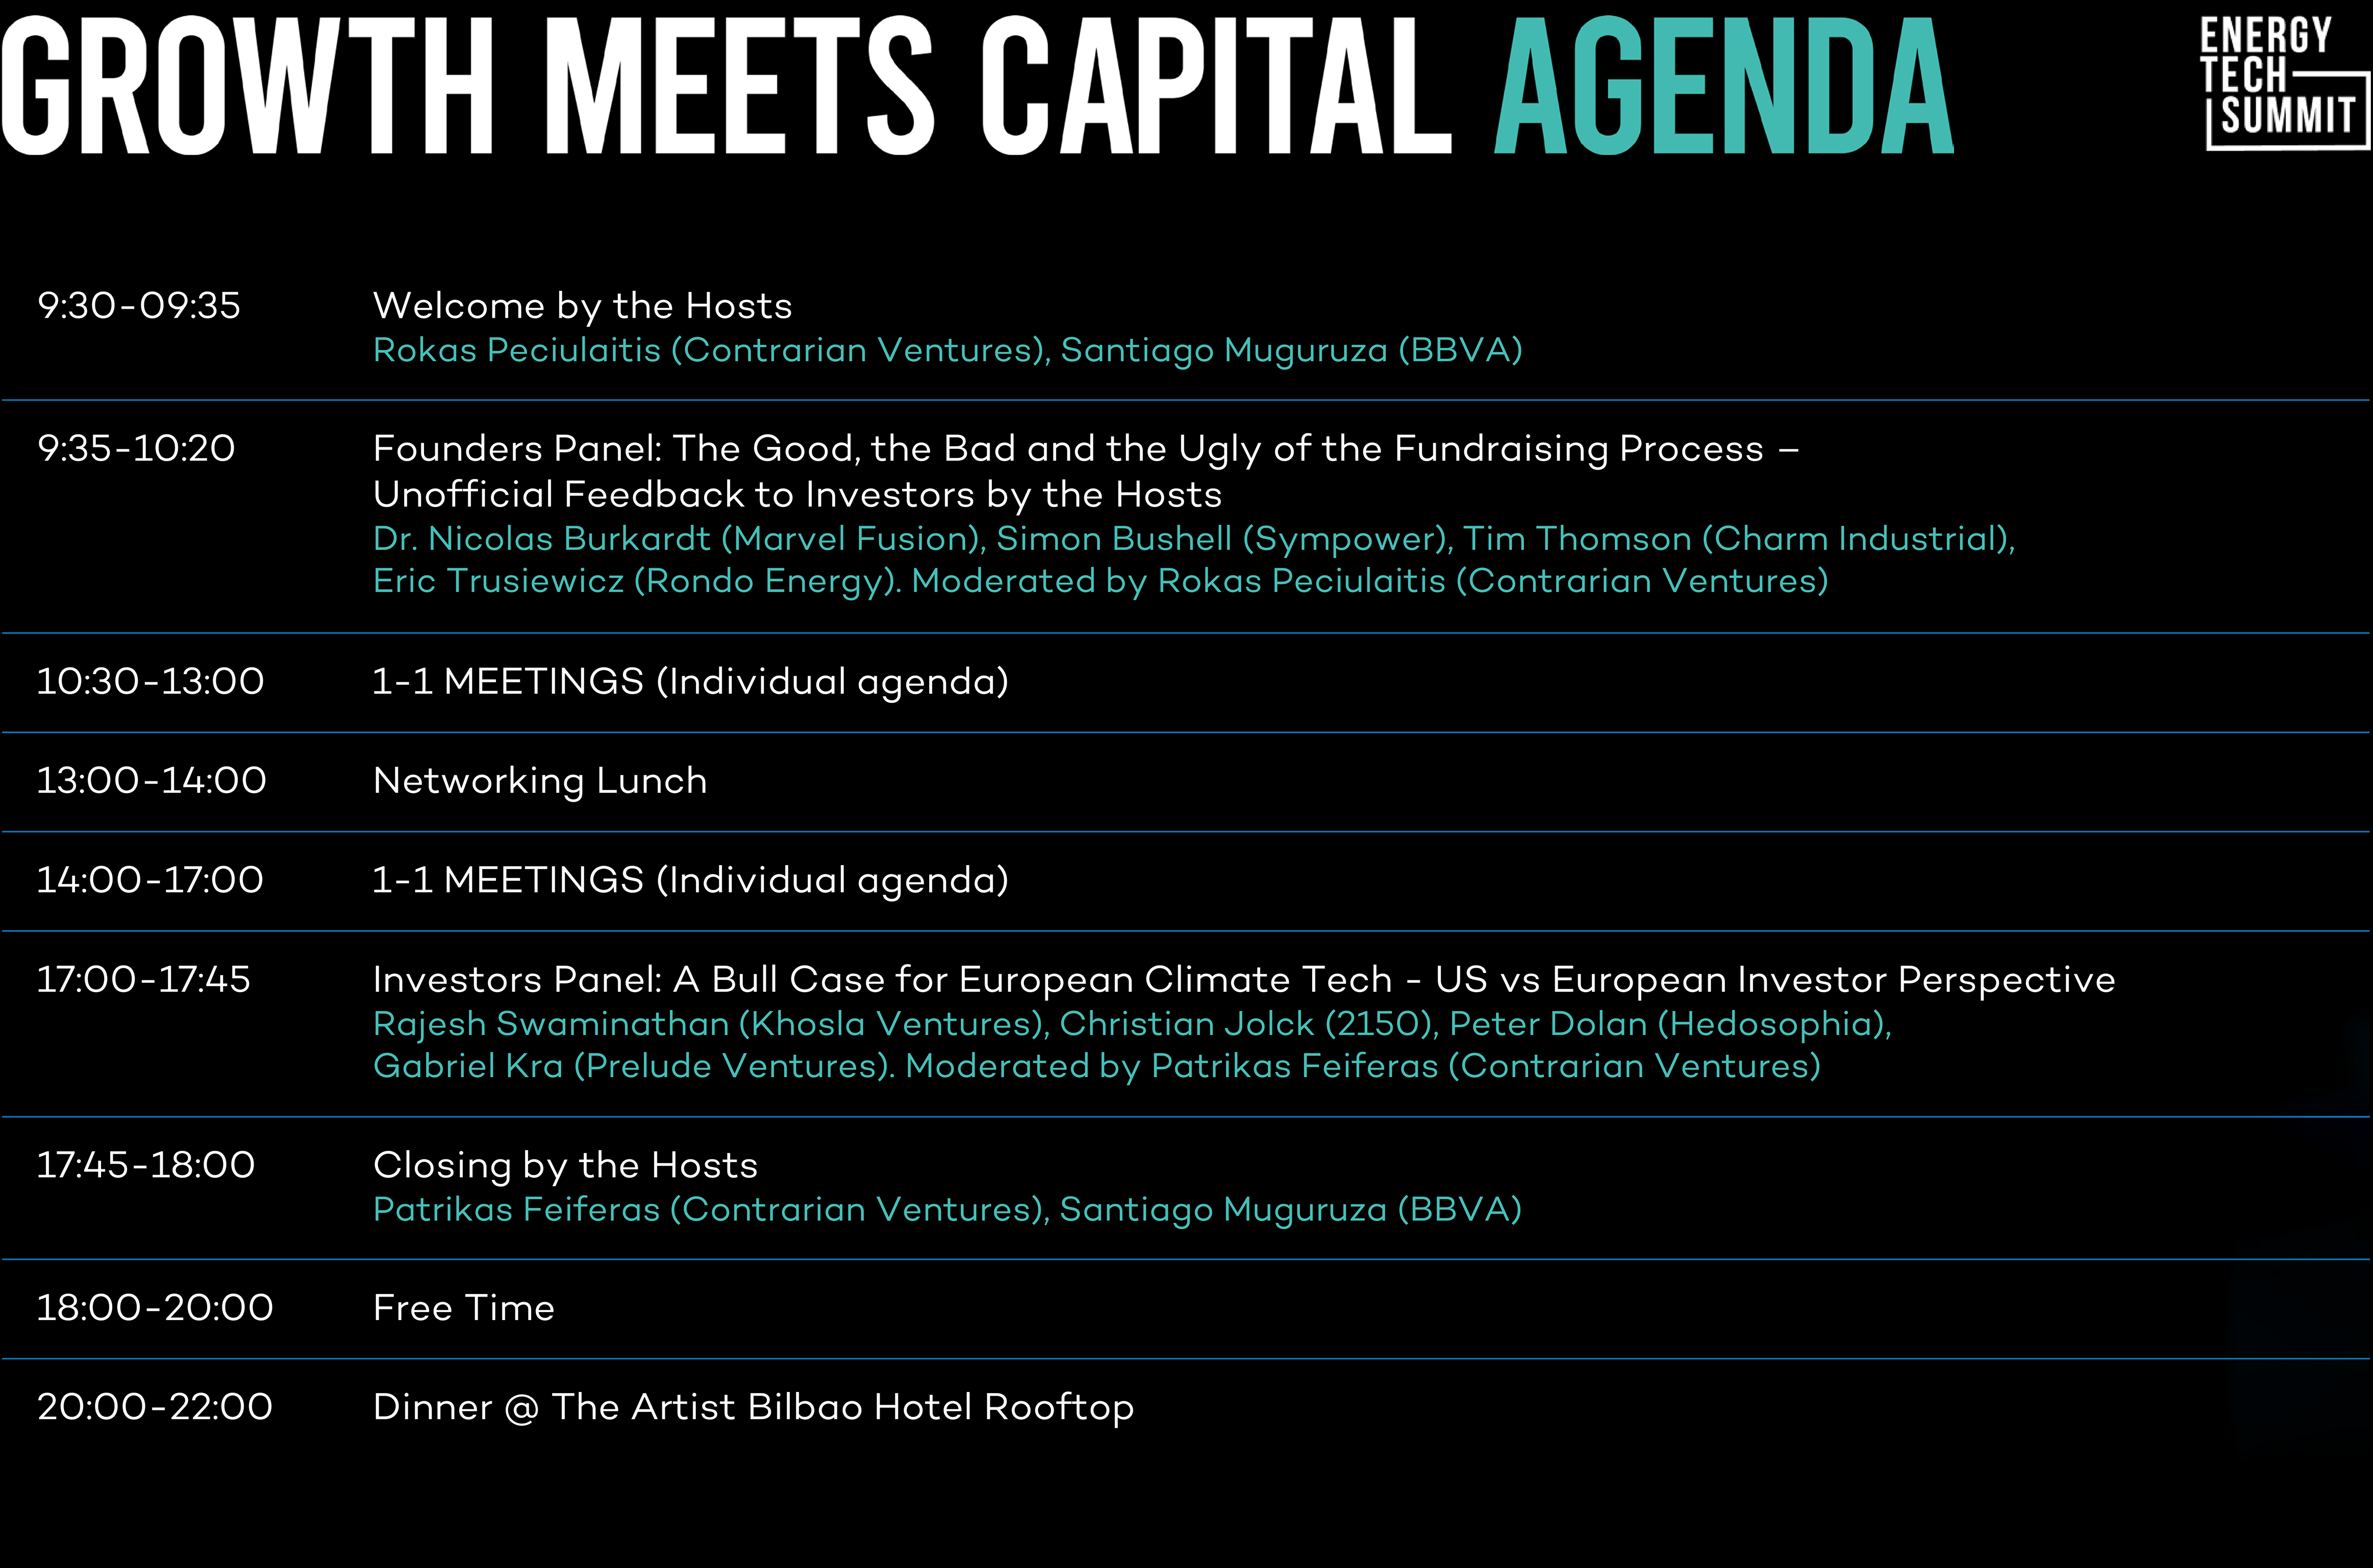 GROWTH MEETS CAPITAL AGENDA
ENERGY
TECH
SUMMIT
9:30-09:35 Welcome by the Hosts
Rokas Peciulaitis (Contrarian Ventures), Santiago Muguruza (BBVA)
9:35-10:20 Founders Panel: The Good, the Bad and the Ugly of the Fundraising Process –
Unofficial Feedback to Investors by the Hosts
Dr. Nicolas Burkardt (Marvel Fusion), Simon Bushell (Sympower), Tim Thomson (Charm Industrial),
Eric Trusiewicz (Rondo Energy). Moderated by Rokas Peciulaitis (Contrarian Ventures)
10:30-13:00 1-1 MEETINGS (Individual agenda)
13:00-14:00 Networking Lunch
14:00-17:00 1-1 MEETINGS (Individual agenda)
17:00-17:45 Investors Panel: A Bull Case for European Climate Tech - US vs European Investor Perspective
Rajesh Swaminathan (Khosla Ventures), Christian Jolck (2150), Peter Dolan (Hedosophia),
Gabriel Kra (Prelude Ventures). Moderated by Patrikas Feiferas (Contrarian Ventures)
17:45-18:00 Closing by the Hosts
Patrikas Feiferas (Contrarian Ventures), Santiago Muguruza (BBVA)
18:00-20:00 Free Time
20:00-22:00 Dinner @ The Artist Bilbao Hotel Rooftop